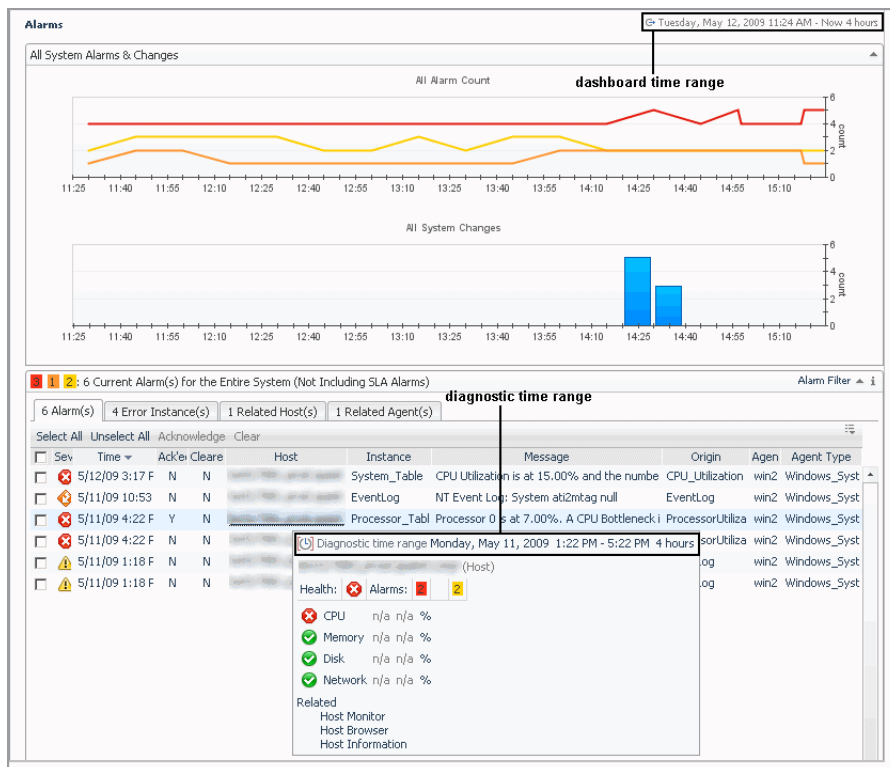 Alarms
Tuesday, May 12, 2009 11:24 AM - Now 4 hours
All System Alarms & Changes
dashboard time range
All Alarm Count
6
4
2
0
count
11:25 11:40 11:55 12:10 12:25 12:40 12:55 13:10 13:25 13:40 13:55 14:10 14:25 14:40 14:55 15:10
All System Changes
6
4
2
0
count
11:25 11:40 11:55 12:10 12:25 12:40 12:55 13:10 13:25 13:40 13:55 14:10 14:25 14:40 14:55 15:10
3 1 2 : 6 Current Alarm(s) for the Entire System (Not Including SLA Alarms) Alarm Filter
diagnostic time range
6 Alarm(s) 4 Error Instance(s) 1 Related Host(s) 1 Related Agent(s)
Select All Unselect All Acknowledge Clear
Sev Time Ack'e Cleare Host Instance Message Origin Agen Agent Type
5/12/09 3:17 F N N System_Table CPU Utilization is at 15.00% and the numbe CPU_Utilization win2 Windows_Syst
5/11/09 10:53 N N EventLog NT Event Log: System ati2mtag null EventLog win2 Windows_Syst
5/11/09 4:22 F Y N Processor_Tabl Processor 0 is at 7.00%. A CPU Bottleneck i ProcessorUtiliza win2 Windows_Syst
5/11/09 4:22 F N N sorUtiliza win2 Windows_Syst
5/11/09 1:18 F N N og win2 Windows_Syst
5/11/09 1:18 F N N og win2 Windows_Syst
Diagnostic time range Monday, May 11, 2009 1:22 PM - 5:22 PM 4 hours
(Host)
Health: Alarms: 2 2
CPU n/a n/a %
Memory n/a n/a %
Disk n/a n/a %
Network n/a n/a %
Related
Host Monitor
Host Browser
Host Information